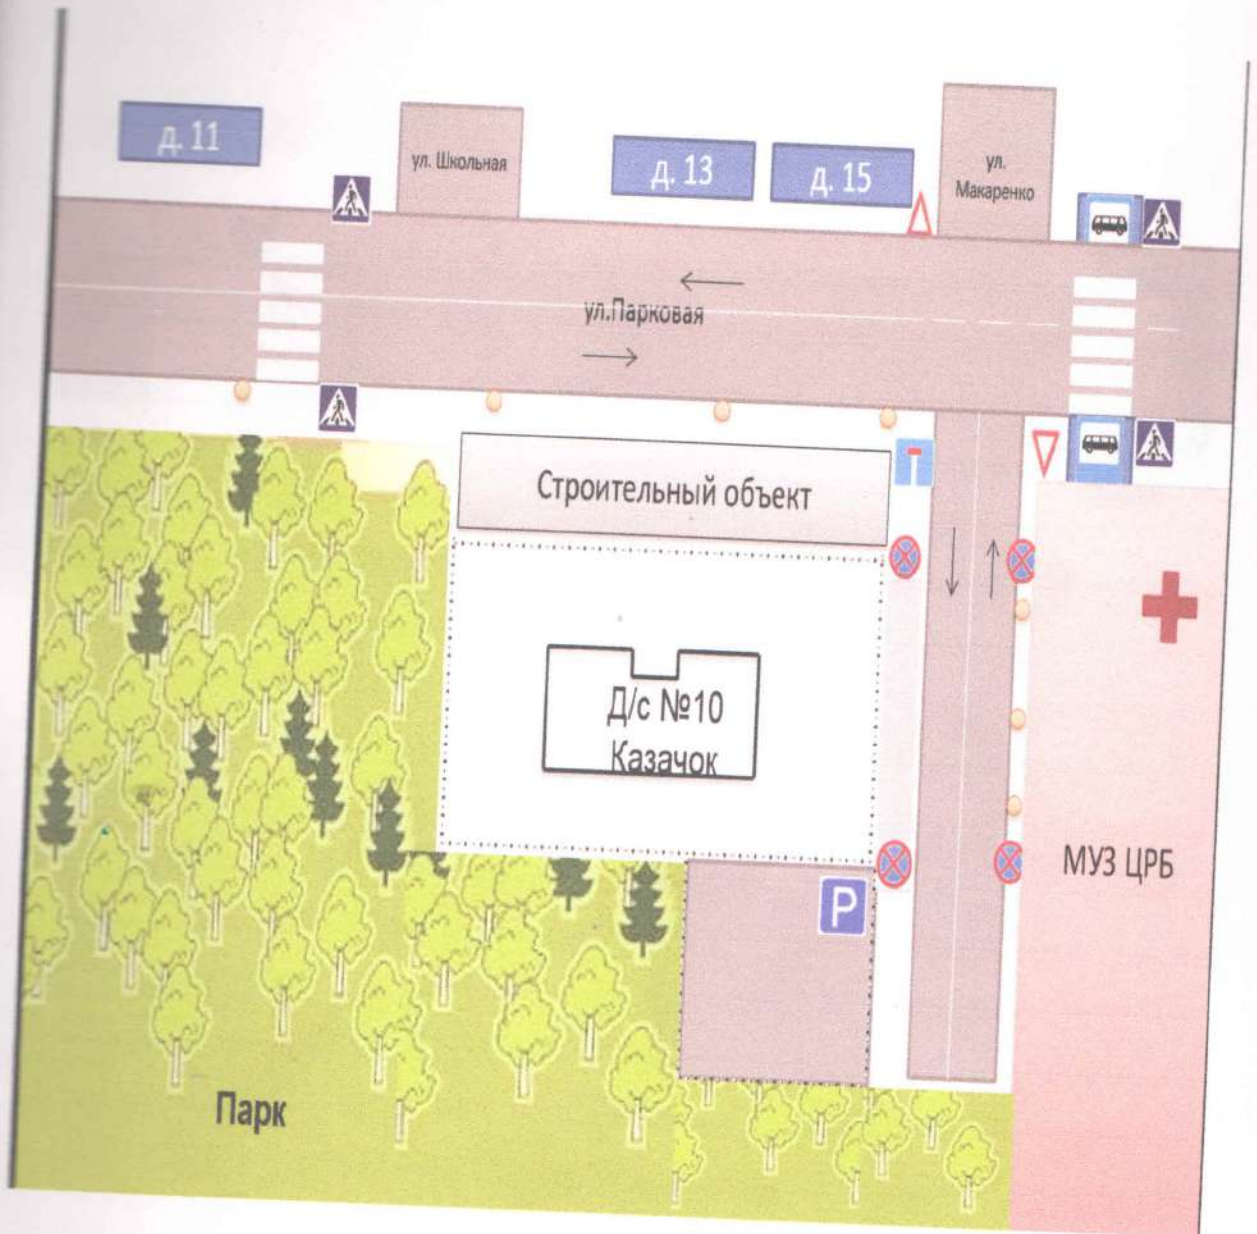 д. 11
ул. Школьная
д. 13
д. 15
ул.
Макаренко
ул.Парковая
Строительный объект
Д/с №10
Казачок
P
МУЗ ЦРБ
Парк